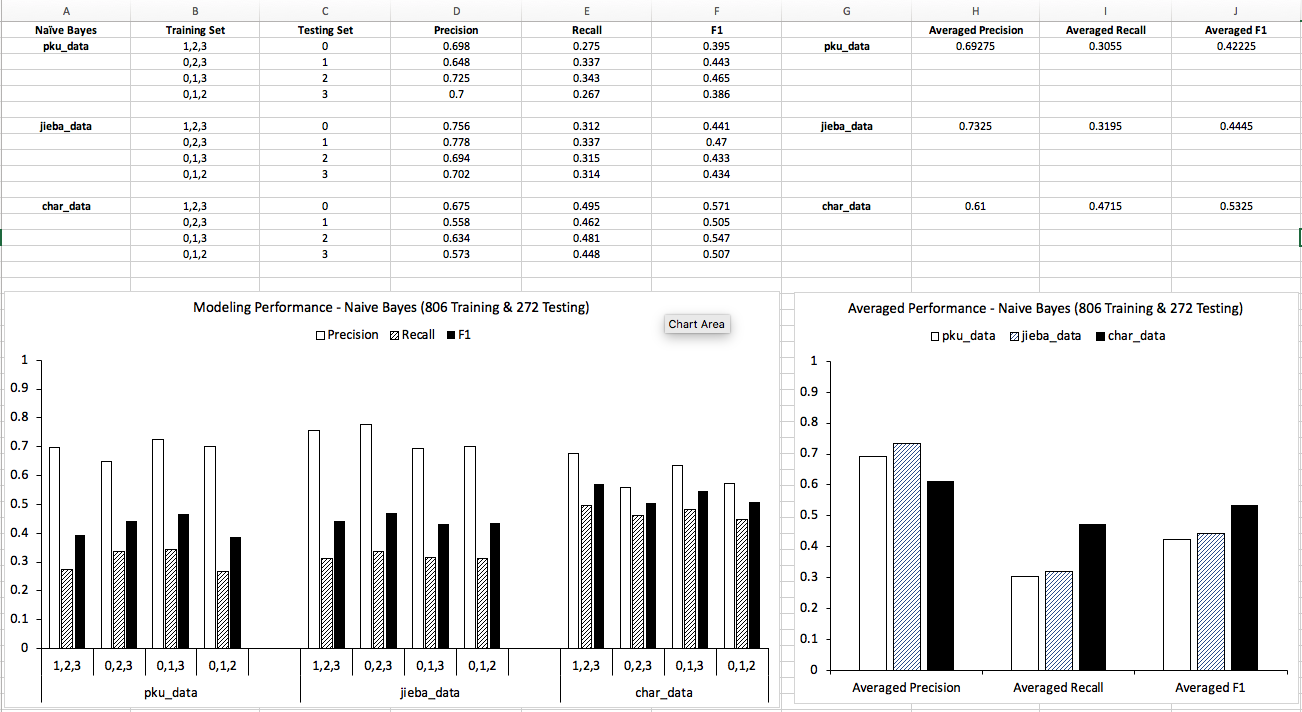 A B C D E F G H I J
Naïve Bayes Training Set Testing Set Precision Recall F1 Averaged Precision Averaged Recall Averaged F1
pku_data 1,2,3 0 0.698 0.275 0.395 pku_data 0.69275 0.3055 0.42225
0,2,3 1 0.648 0.337 0.443
0,1,3 2 0.725 0.343 0.465
0,1,2 3 0.7 0.267 0.386
jieba_data 1,2,3 0 0.756 0.312 0.441 jieba_data 0.7325 0.3195 0.4445
0,2,3 1 0.778 0.337 0.47
0,1,3 2 0.694 0.315 0.433
0,1,2 3 0.702 0.314 0.434
char_data 1,2,3 0 0.675 0.495 0.571 char_data 0.61 0.4715 0.5325
0,2,3 1 0.558 0.462 0.505
0,1,3 2 0.634 0.481 0.547
0,1,2 3 0.573 0.448 0.507
Modeling Performance - Naive Bayes (806 Training & 272 Testing)
Chart Area
Precision Recall F1
1
0.9
0.8
0.7
0.6
0.5
0.4
0.3
0.2
0.1
0
1,2,3 0,2,3 0,1,3 0,1,2 1,2,3 0,2,3 0,1,3 0,1,2 1,2,3 0,2,3 0,1,3 0,1,2
pku_data jieba_data char_data
Averaged Performance - Naive Bayes (806 Training & 272 Testing)
pku_data jieba_data char_data
1
0.9
0.8
0.7
0.6
0.5
0.4
0.3
0.2
0.1
0
Averaged Precision Averaged Recall Averaged F1